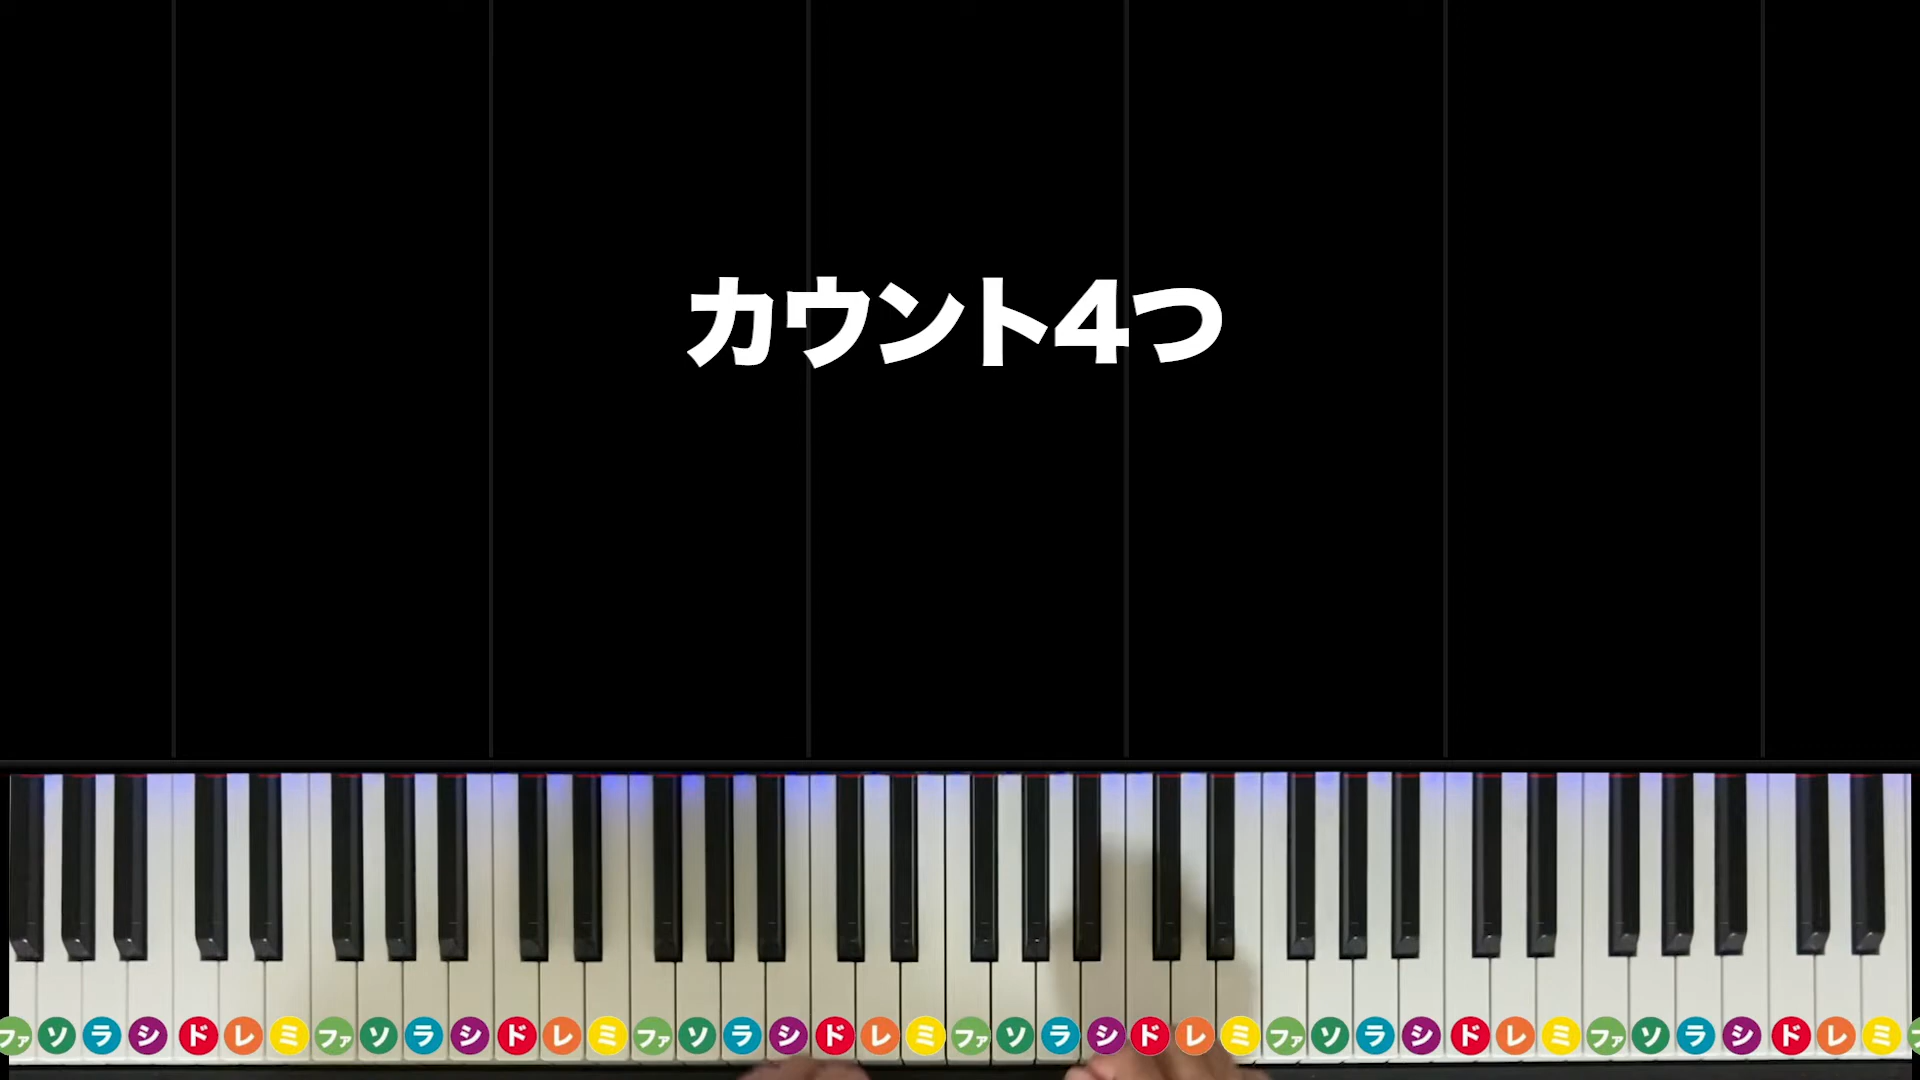 カウント4つ
ファ ソ ラ シ ド レ ミ ファ ソ ラ シ ド レ ミ ファ ソ ラ シ ド レ ミ ファ ソ ラ シ ド レ ミ ファ ソ ラ シ ド レ ミ ファ ソ ラ シ ド レ ミ フ